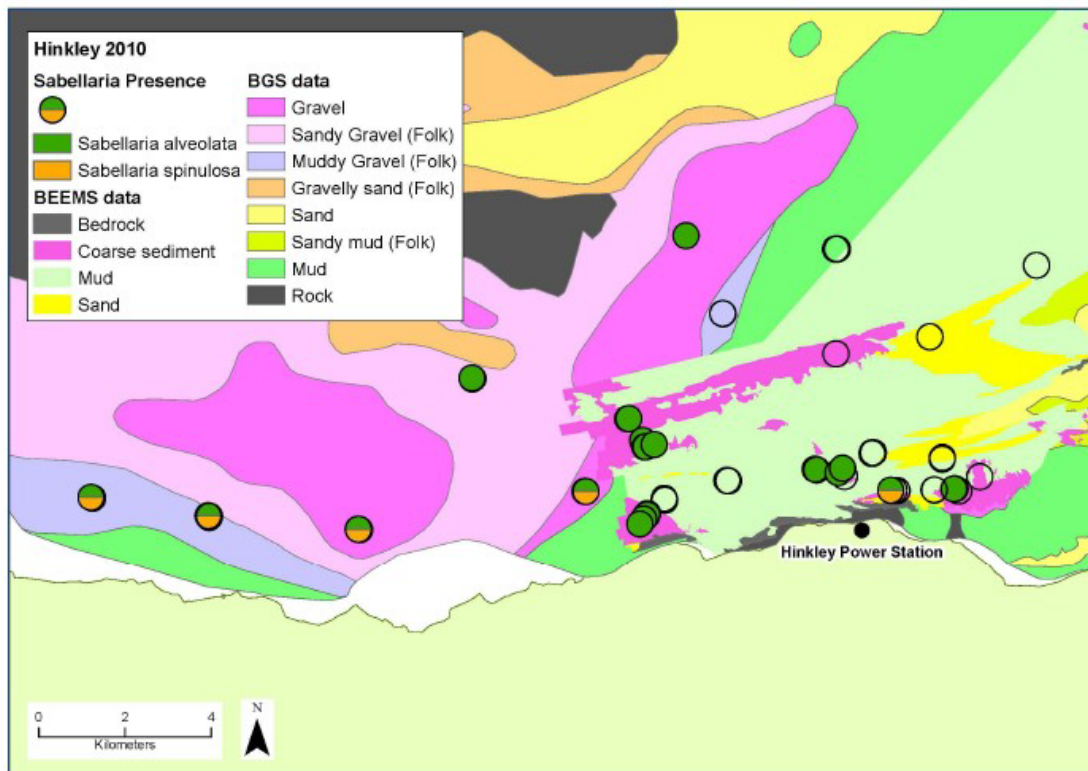 Hinkley 2010
Sabellaria Presence
Sabellaria alveolata
Sabellaria spinulosa
BEEMS data
Bedrock
Coarse sediment
Mud
Sand
BGS data
Gravel
Sandy Gravel (Folk)
Muddy Gravel (Folk)
Gravelly sand (Folk)
Sand
Sandy mud (Folk)
Mud
Rock
Hinkley Power Station
0 2 4
Kilometers
N